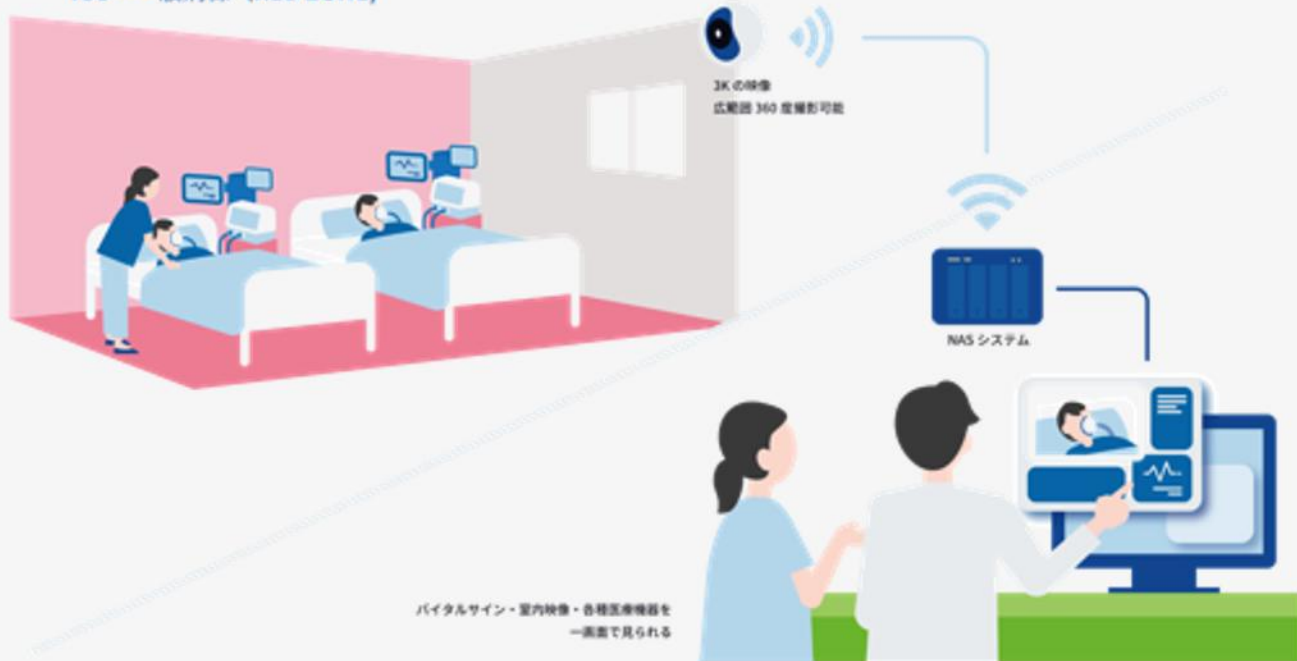 3K の映像
広範囲 360 度撮影可能
NAS システム
バイタルサイン・室内映像・各種医療機器を
一画面で見られる